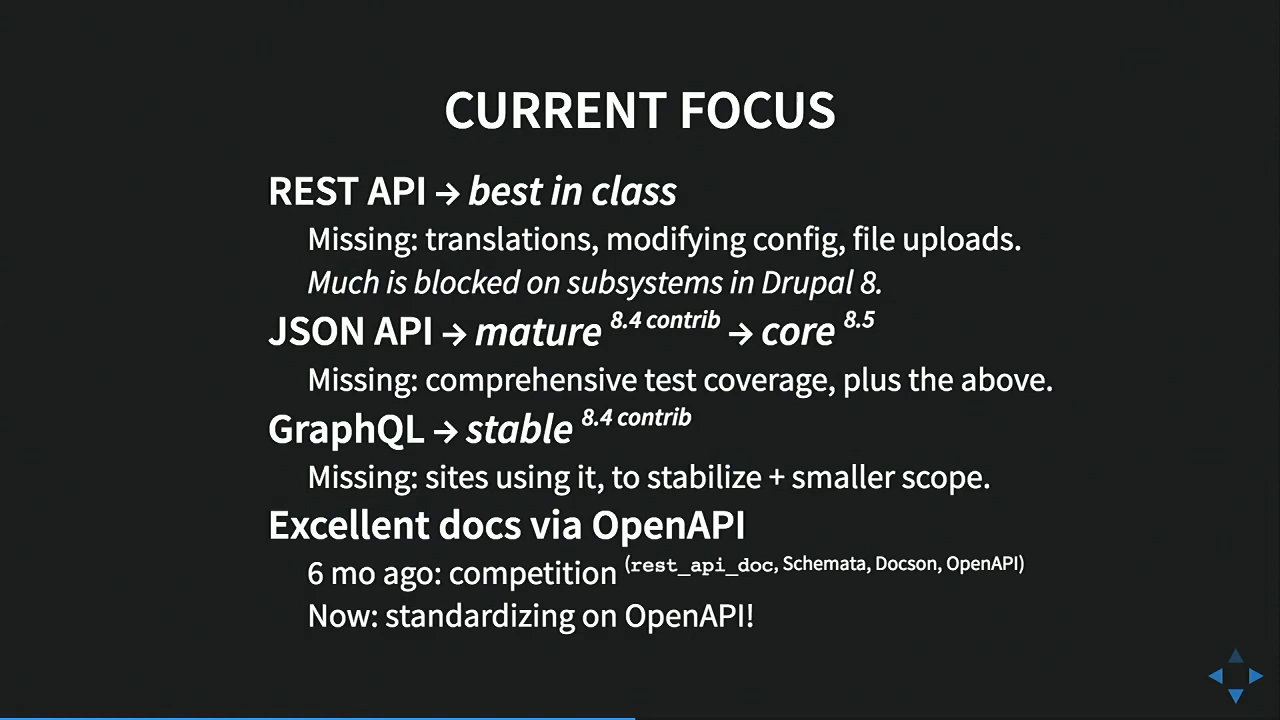 CURRENT FOCUS
REST API → best in class
Missing: translations, modifying config, file uploads.
Much is blocked on subsystems in Drupal 8.
JSON API → mature 8.4 contrib → core 8.5
Missing: comprehensive test coverage, plus the above.
GraphQL → stable 8.4 contrib
Missing: sites using it, to stabilize + smaller scope.
Excellent docs via OpenAPI
6 mo ago: competition (rest_api_doc, Schemata, Docson, OpenAPI)
Now: standardizing on OpenAPI!